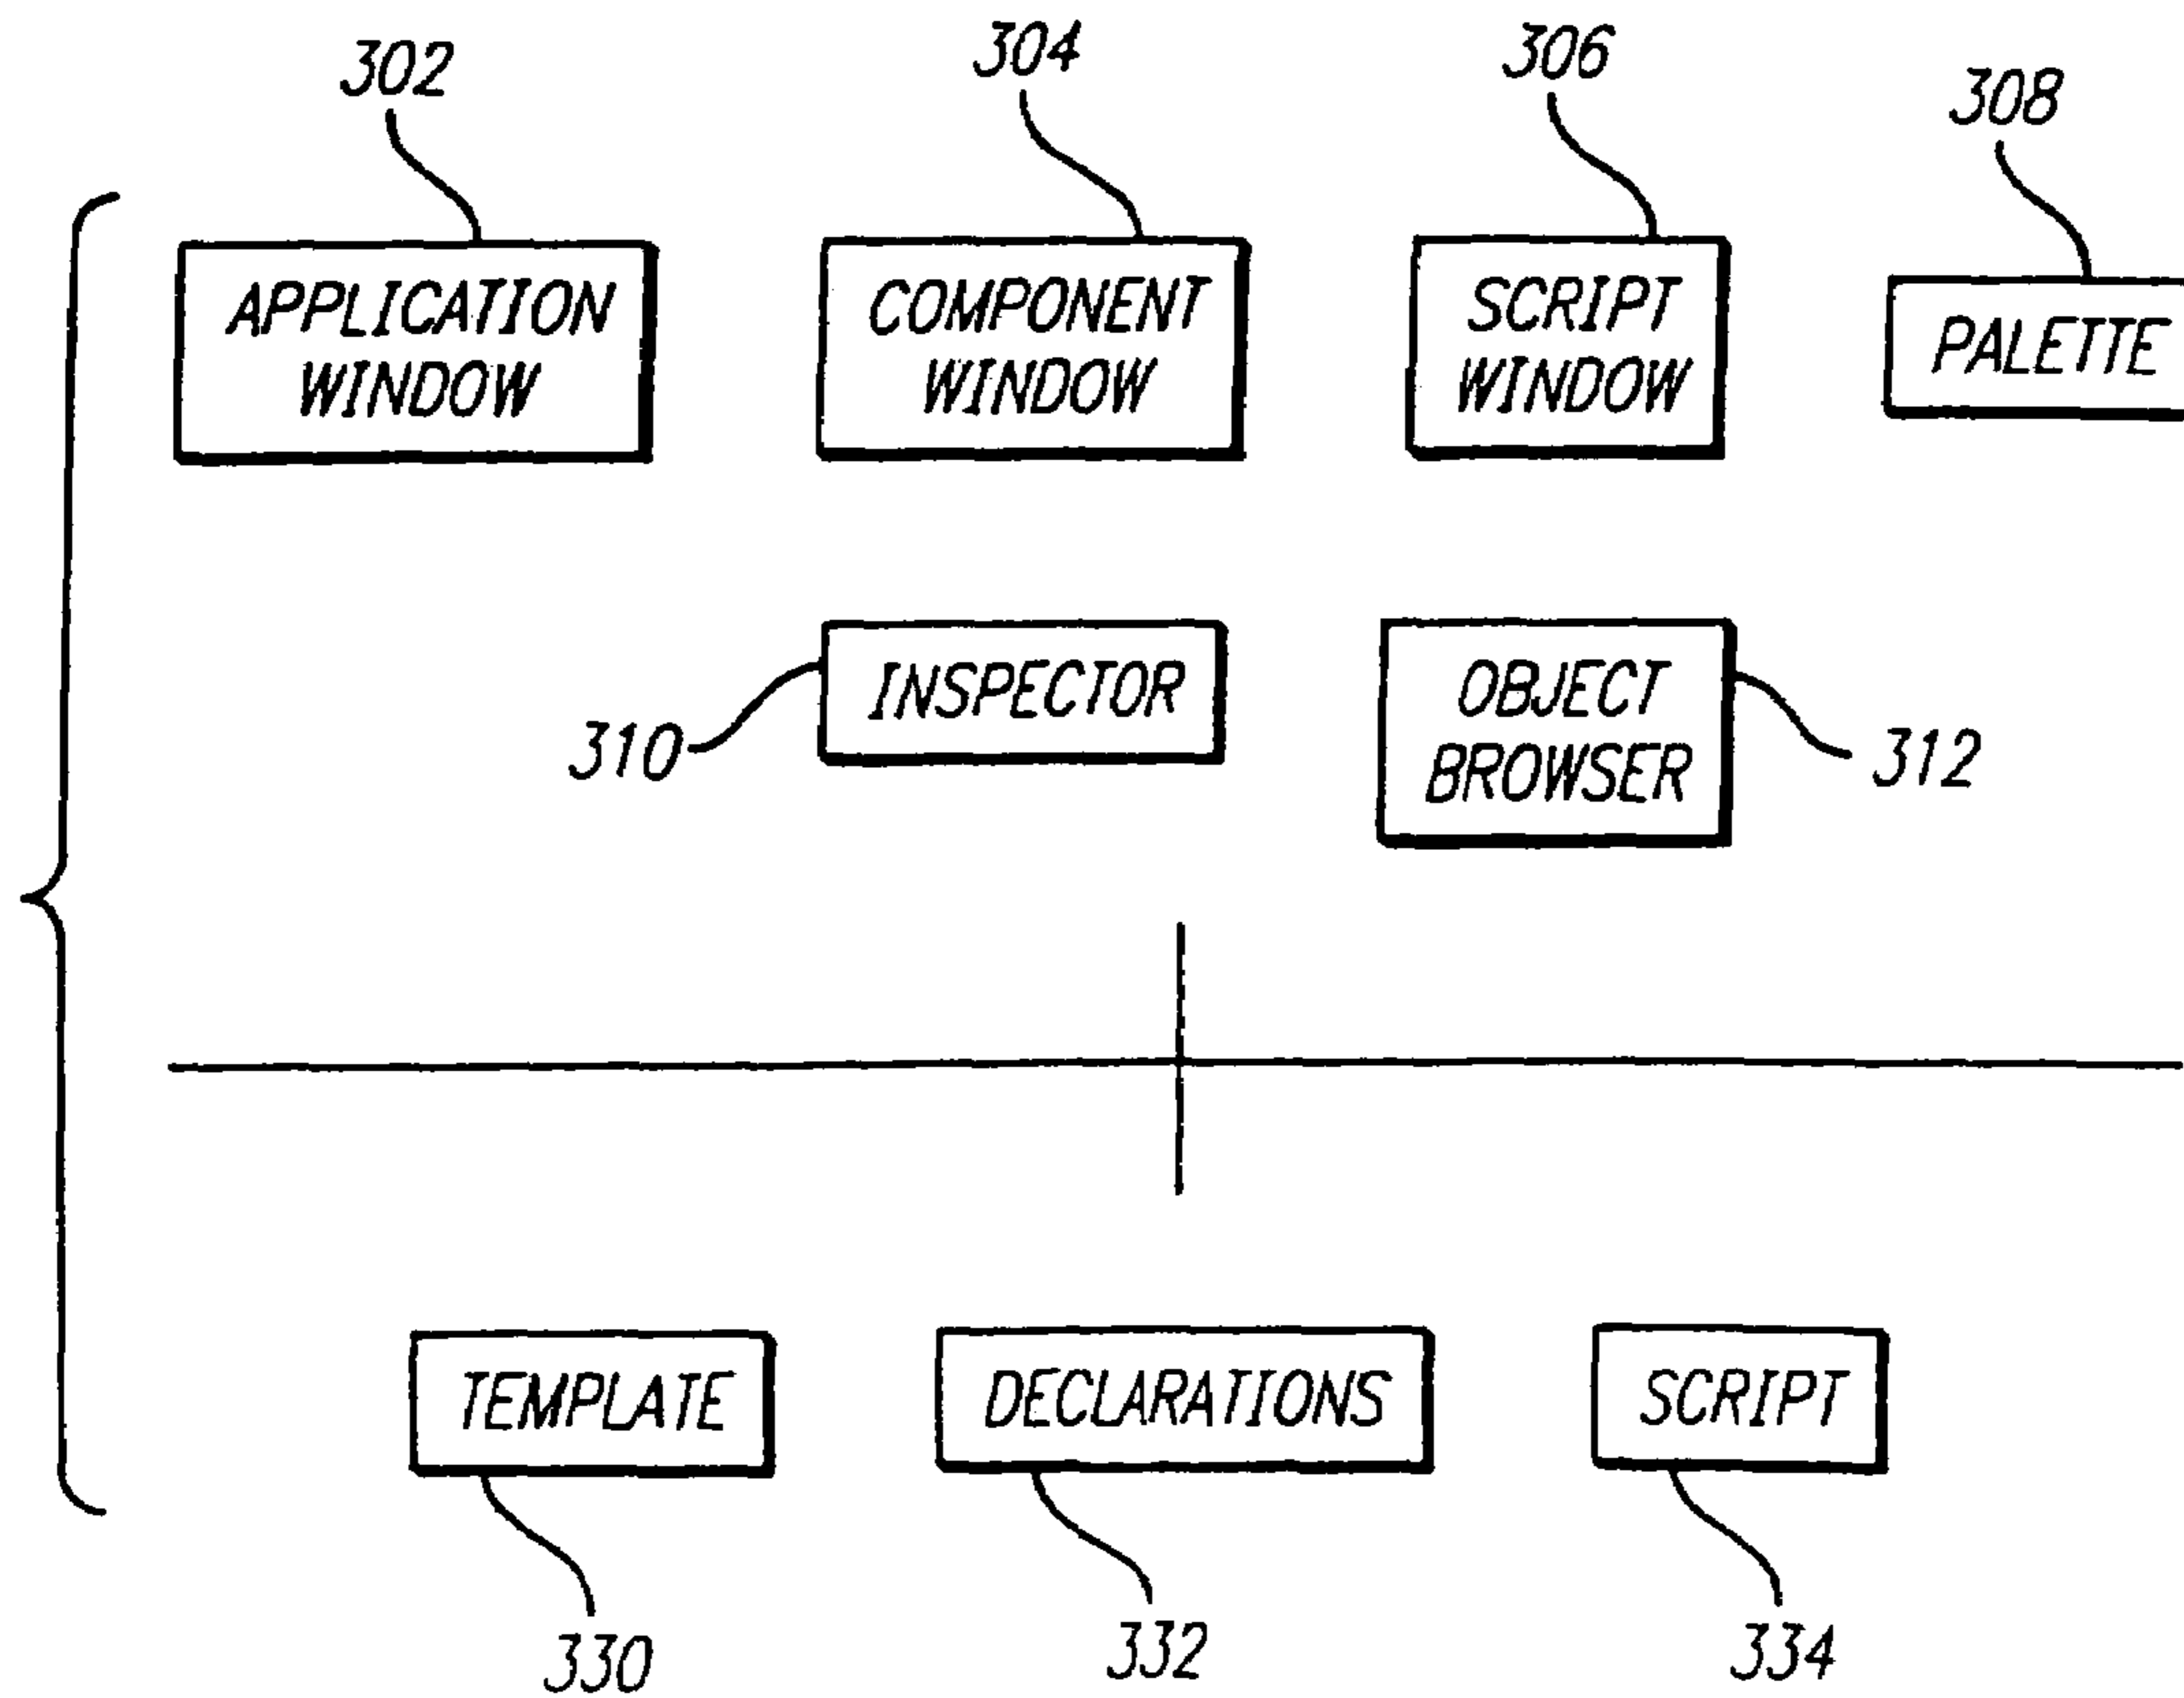 302
304
306
308
APPLICATION
WINDOW
COMPONENT
WINDOW
SCRIPT
WINDOW
PALETTE
310
INSPECTOR
OBJECT
BROWSER
312
TEMPLATE
DECLARATIONS
SCRIPT
330
332
334